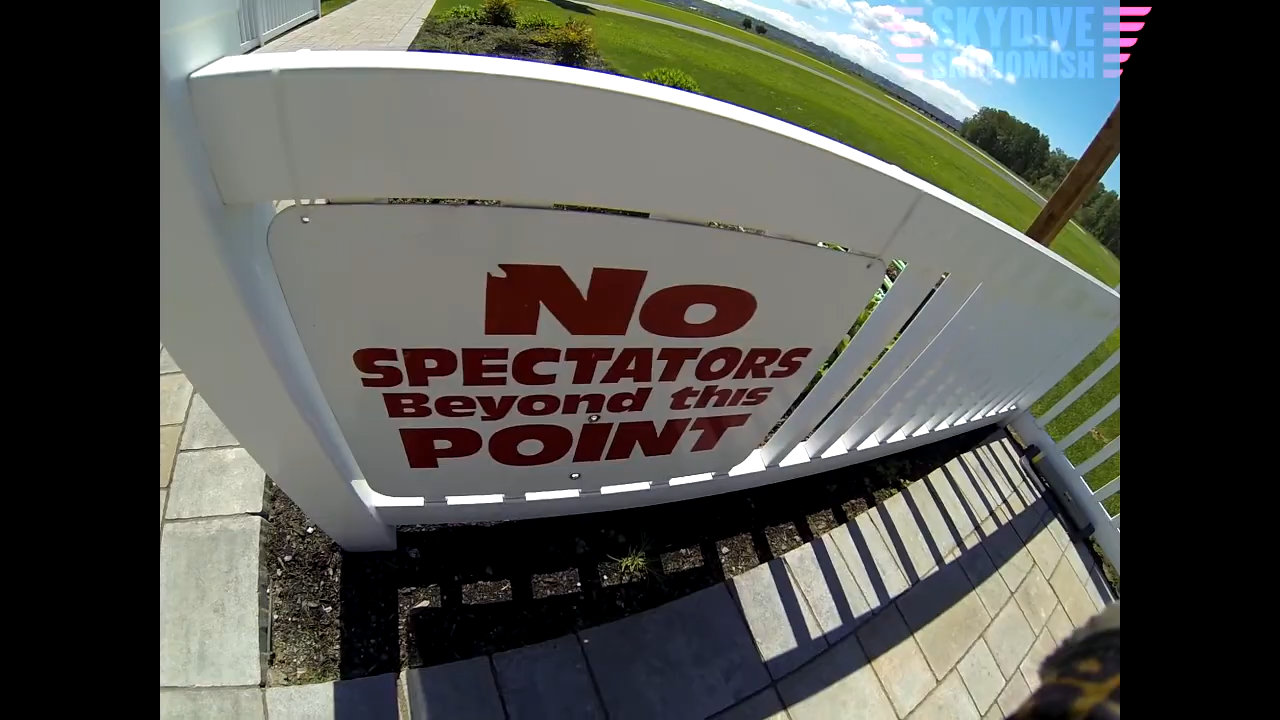 SKYDIVE
SNOHOMISH
No
SPECTATORS
Beyond this
POINT